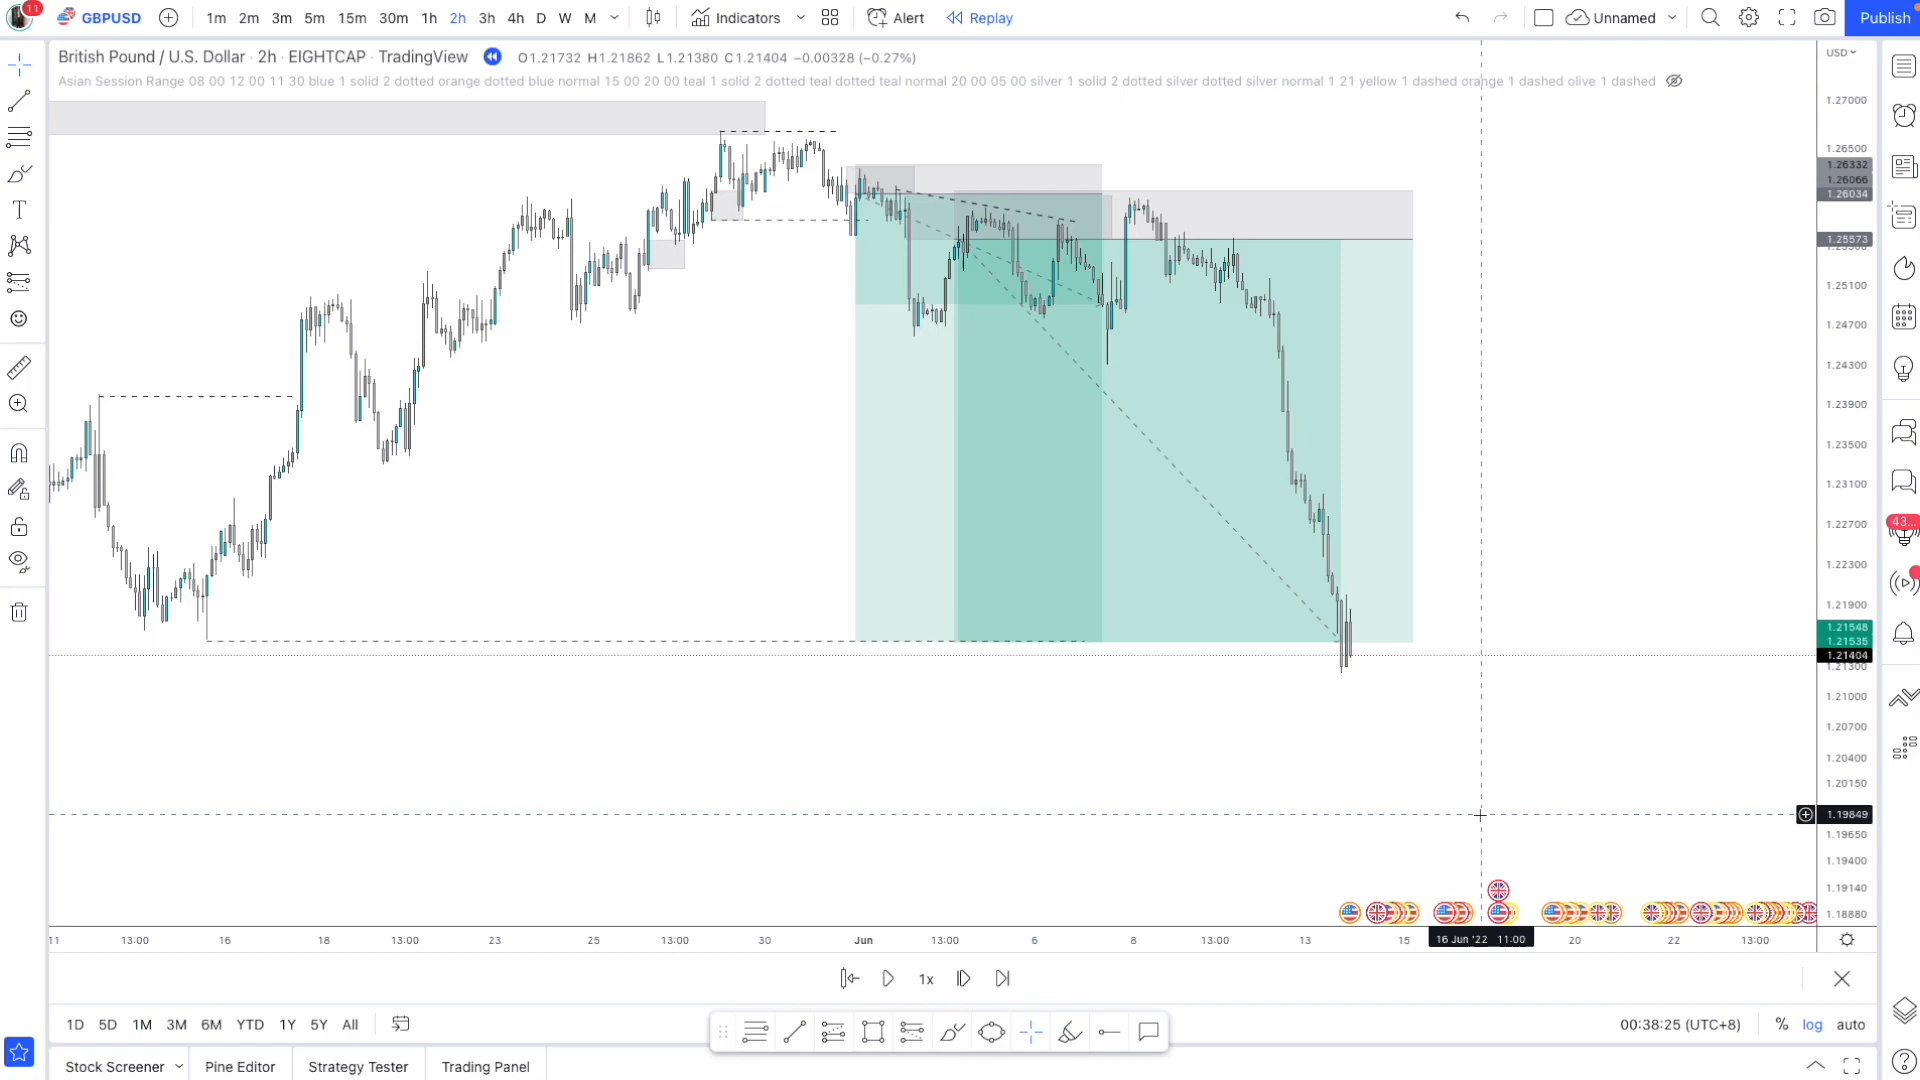 11
GBPUSD
1m 2m 3m 5m 15m 30m 1h 2h 3h 4h D W M
Indicators
Alert
Replay
Unnamed
Publish
British Pound / U.S. Dollar · 2h · EIGHTCAP · TradingView
O1.21732 H1.21862 L1.21380 C1.21404 −0.00328 (−0.27%)
USD
Asian Session Range 08 00 12 00 11 30 blue 1 solid 2 dotted orange dotted blue normal 15 00 20 00 teal 1 solid 2 dotted teal dotted teal normal 20 00 05 00 silver 1 solid 2 dotted silver dotted silver normal 1 21 yellow 1 dashed orange 1 dashed olive 1 dashed
1.27000
1.26500
1.26332
1.26066
1.26034
1.25573
1.25100
1.24700
1.24300
1.23900
1.23500
1.23100
1.22700
1.22300
1.21900
1.21548
1.21535
1.21404
1.21300
1.21000
1.20700
1.20400
1.20150
1.19849
1.19650
1.19400
1.19140
1.18880
43...
11 13:00 16 18 13:00 23 25 13:00 30 Jun 13:00 6 8 13:00 13 15 16 Jun '22 11:00 20 22 13:00
1x
1D 5D 1M 3M 6M YTD 1Y 5Y All
00:38:25 (UTC+8)
% log auto
Stock Screener
Pine Editor
Strategy Tester
Trading Panel